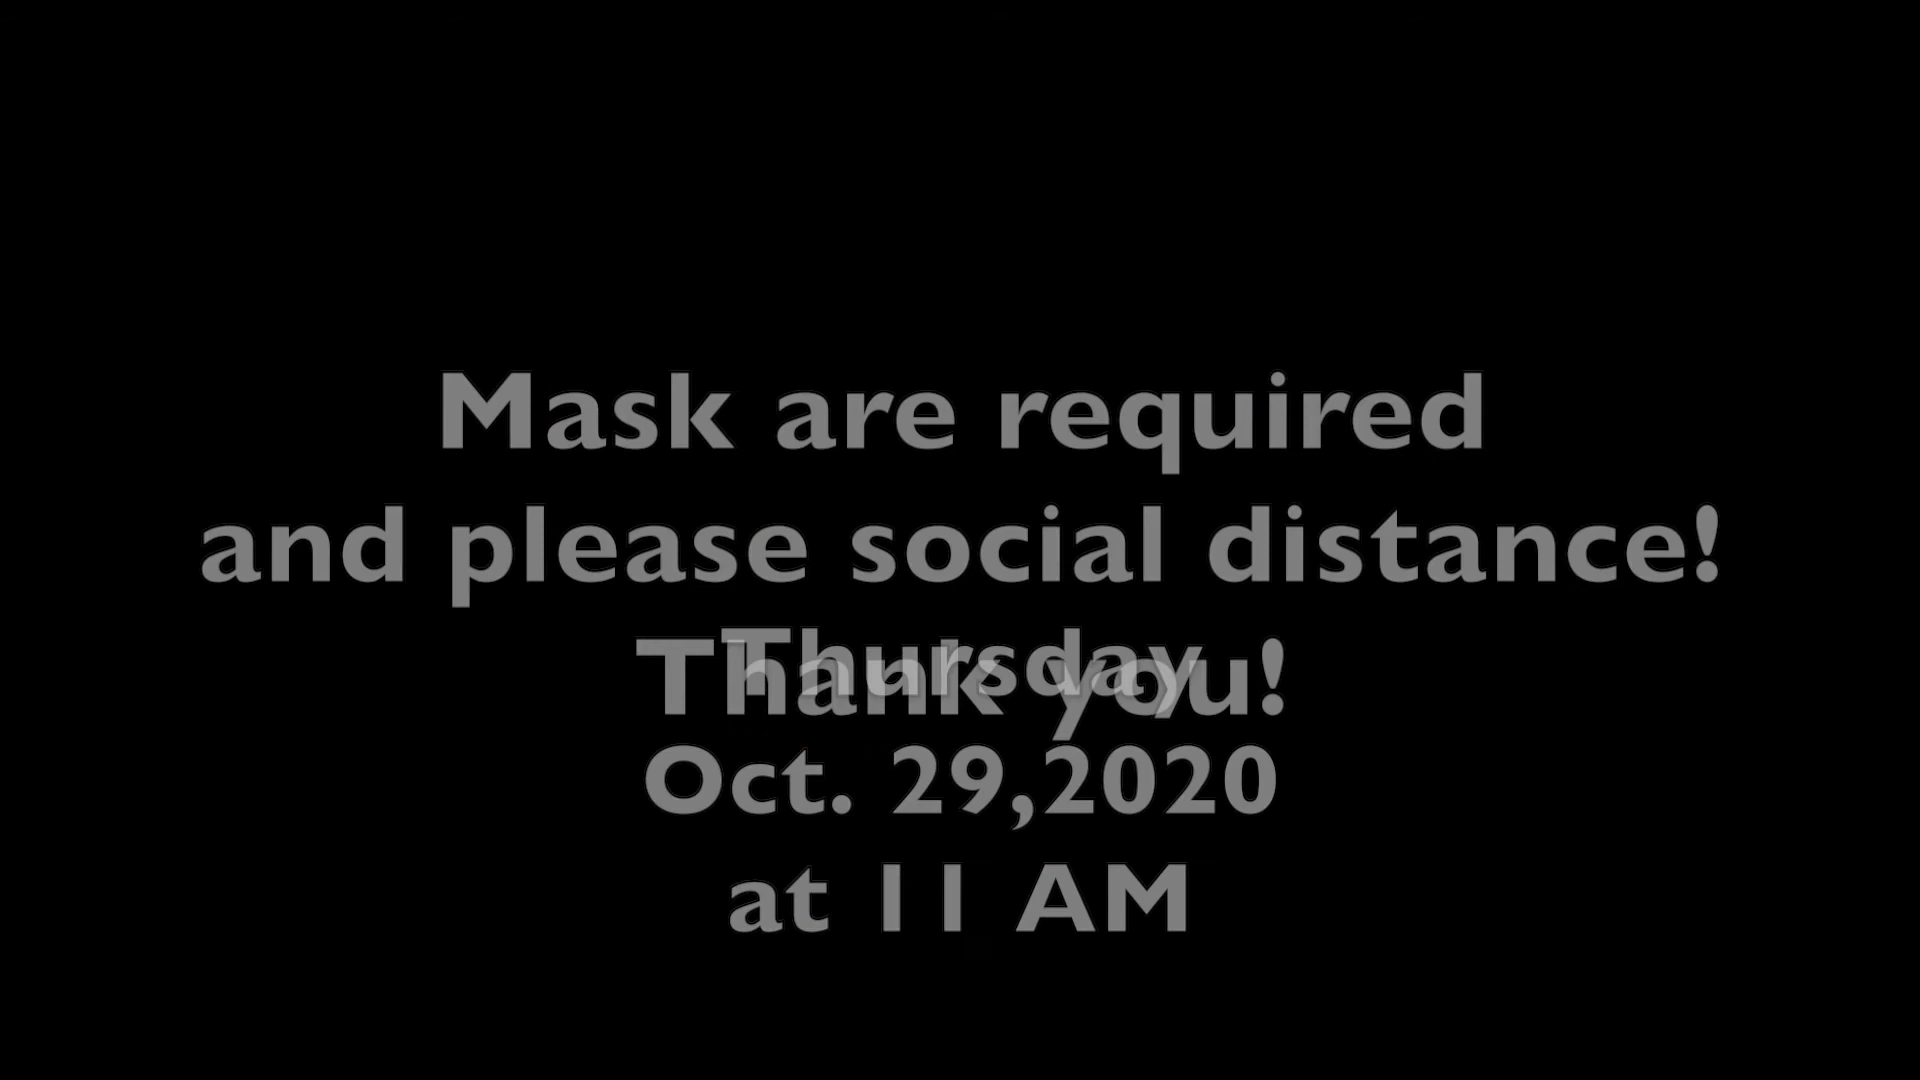 Mask are required
and please social distance!
Thank you!
Thursday
Oct. 29,2020
at 11 AM